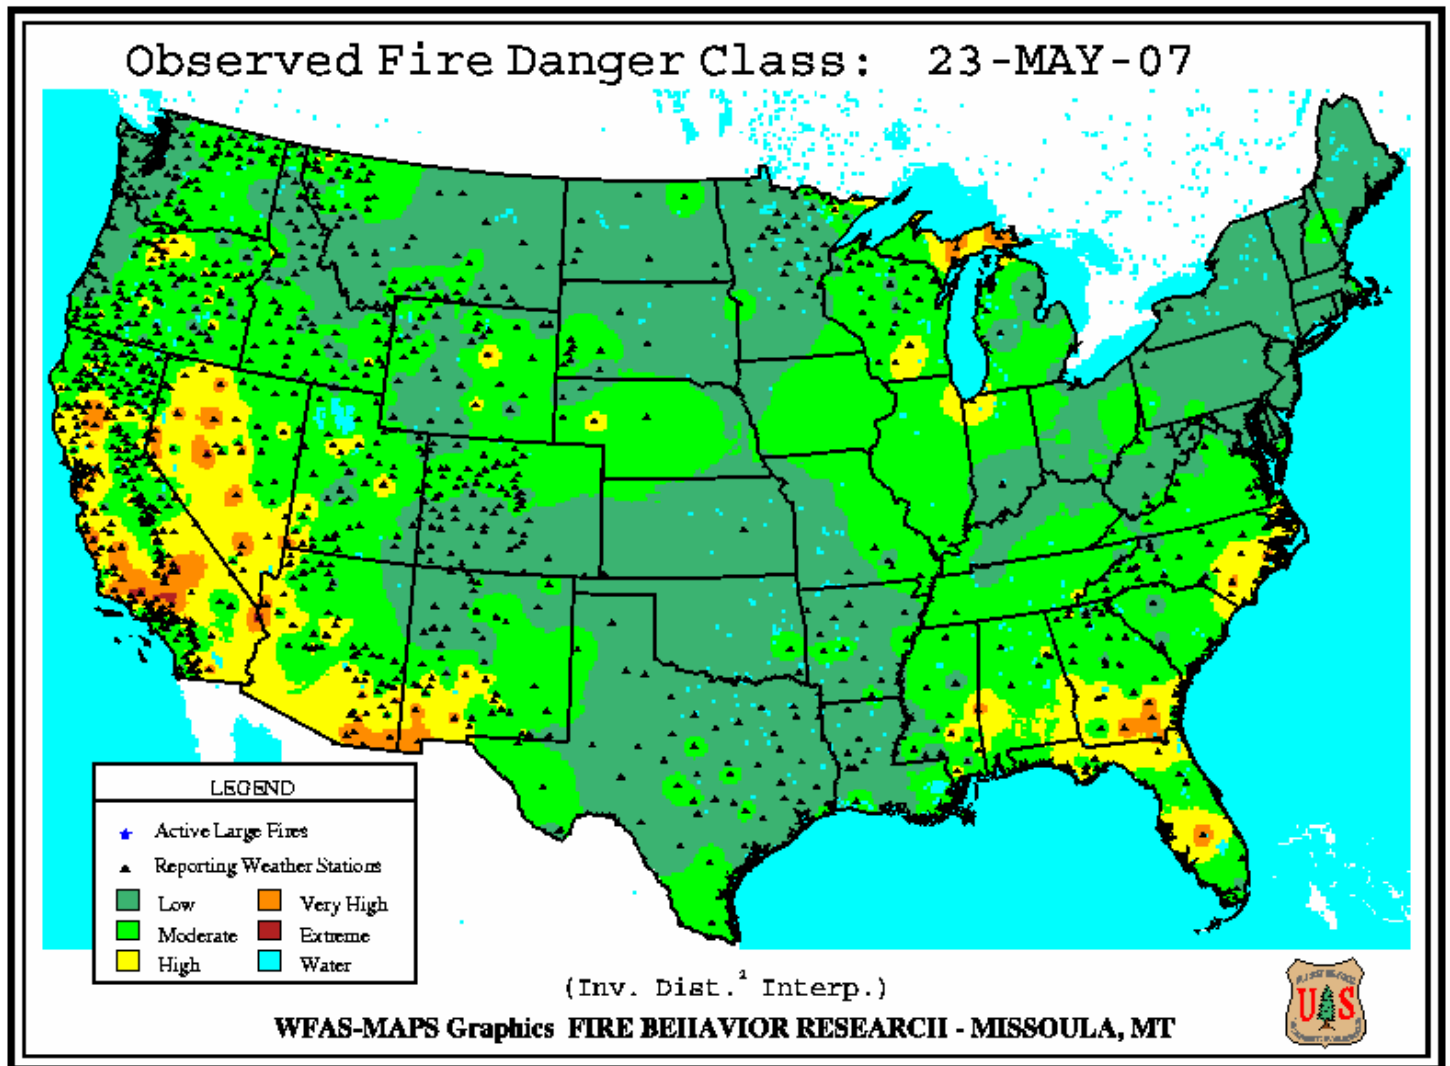 Observed Fire Danger Class: 23-MAY-07
LEGEND
Active Large Fires
Reporting Weather Stations
Low
Very High
Moderate
Extreme
High
Water
(Inv. Dist.² Interp.)
WFAS-MAPS Graphics FIRE BEHAVIOR RESEARCH - MISSOULA, MT
US